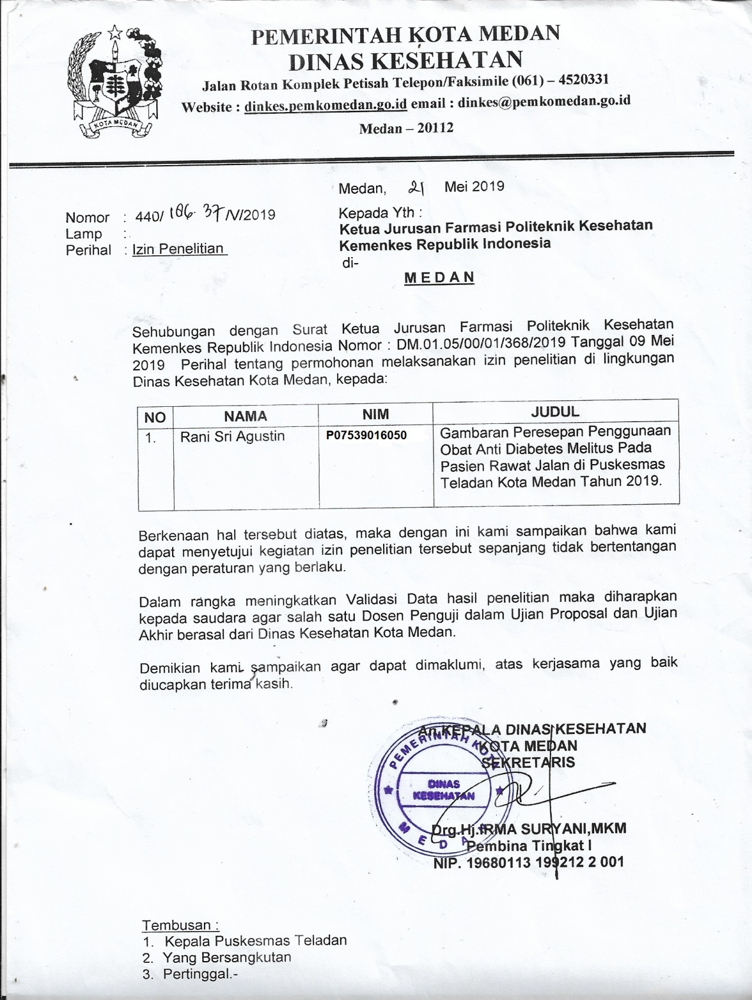 PEMERINTAH KOTA MEDAN
DINAS KESEHATAN
Jalan Rotan Komplek Petisah Telepon/Faksimile (061) – 4520331
Website : dinkes.pemkomedan.go.id email : dinkes@pemkomedan.go.id
Medan – 20112
KOTA MEDAN
Medan, 21 Mei 2019
Nomor : 440/ 186. 37 /V/2019
Lamp :
Perihal : Izin Penelitian
Kepada Yth :
Ketua Jurusan Farmasi Politeknik Kesehatan
Kemenkes Republik Indonesia
di-
M E D A N
Sehubungan dengan Surat Ketua Jurusan Farmasi Politeknik Kesehatan
Kemenkes Republik Indonesia Nomor : DM.01.05/00/01/368/2019 Tanggal 09 Mei
2019 Perihal tentang permohonan melaksanakan izin penelitian di lingkungan
Dinas Kesehatan Kota Medan, kepada:
NO NAMA NIM JUDUL
1. Rani Sri Agustin P07539016050 Gambaran Peresepan Penggunaan
Obat Anti Diabetes Melitus Pada
Pasien Rawat Jalan di Puskesmas
Teladan Kota Medan Tahun 2019.
Berkenaan hal tersebut diatas, maka dengan ini kami sampaikan bahwa kami
dapat menyetujui kegiatan izin penelitian tersebut sepanjang tidak bertentangan
dengan peraturan yang berlaku.
Dalam rangka meningkatkan Validasi Data hasil penelitian maka diharapkan
kepada saudara agar salah satu Dosen Penguji dalam Ujian Proposal dan Ujian
Akhir berasal dari Dinas Kesehatan Kota Medan.
Demikian kami sampaikan agar dapat dimaklumi, atas kerjasama yang baik
diucapkan terima kasih.
An.KEPALA DINAS KESEHATAN
KOTA MEDAN
SEKRETARIS
PEMERINTAH KOTA
DINAS
KESEHATAN
M E D A N
Drg.Hj.IRMA SURYANI,MKM
Pembina Tingkat I
NIP. 19680113 199212 2 001
Tembusan :
1. Kepala Puskesmas Teladan
2. Yang Bersangkutan
3. Pertinggal.-